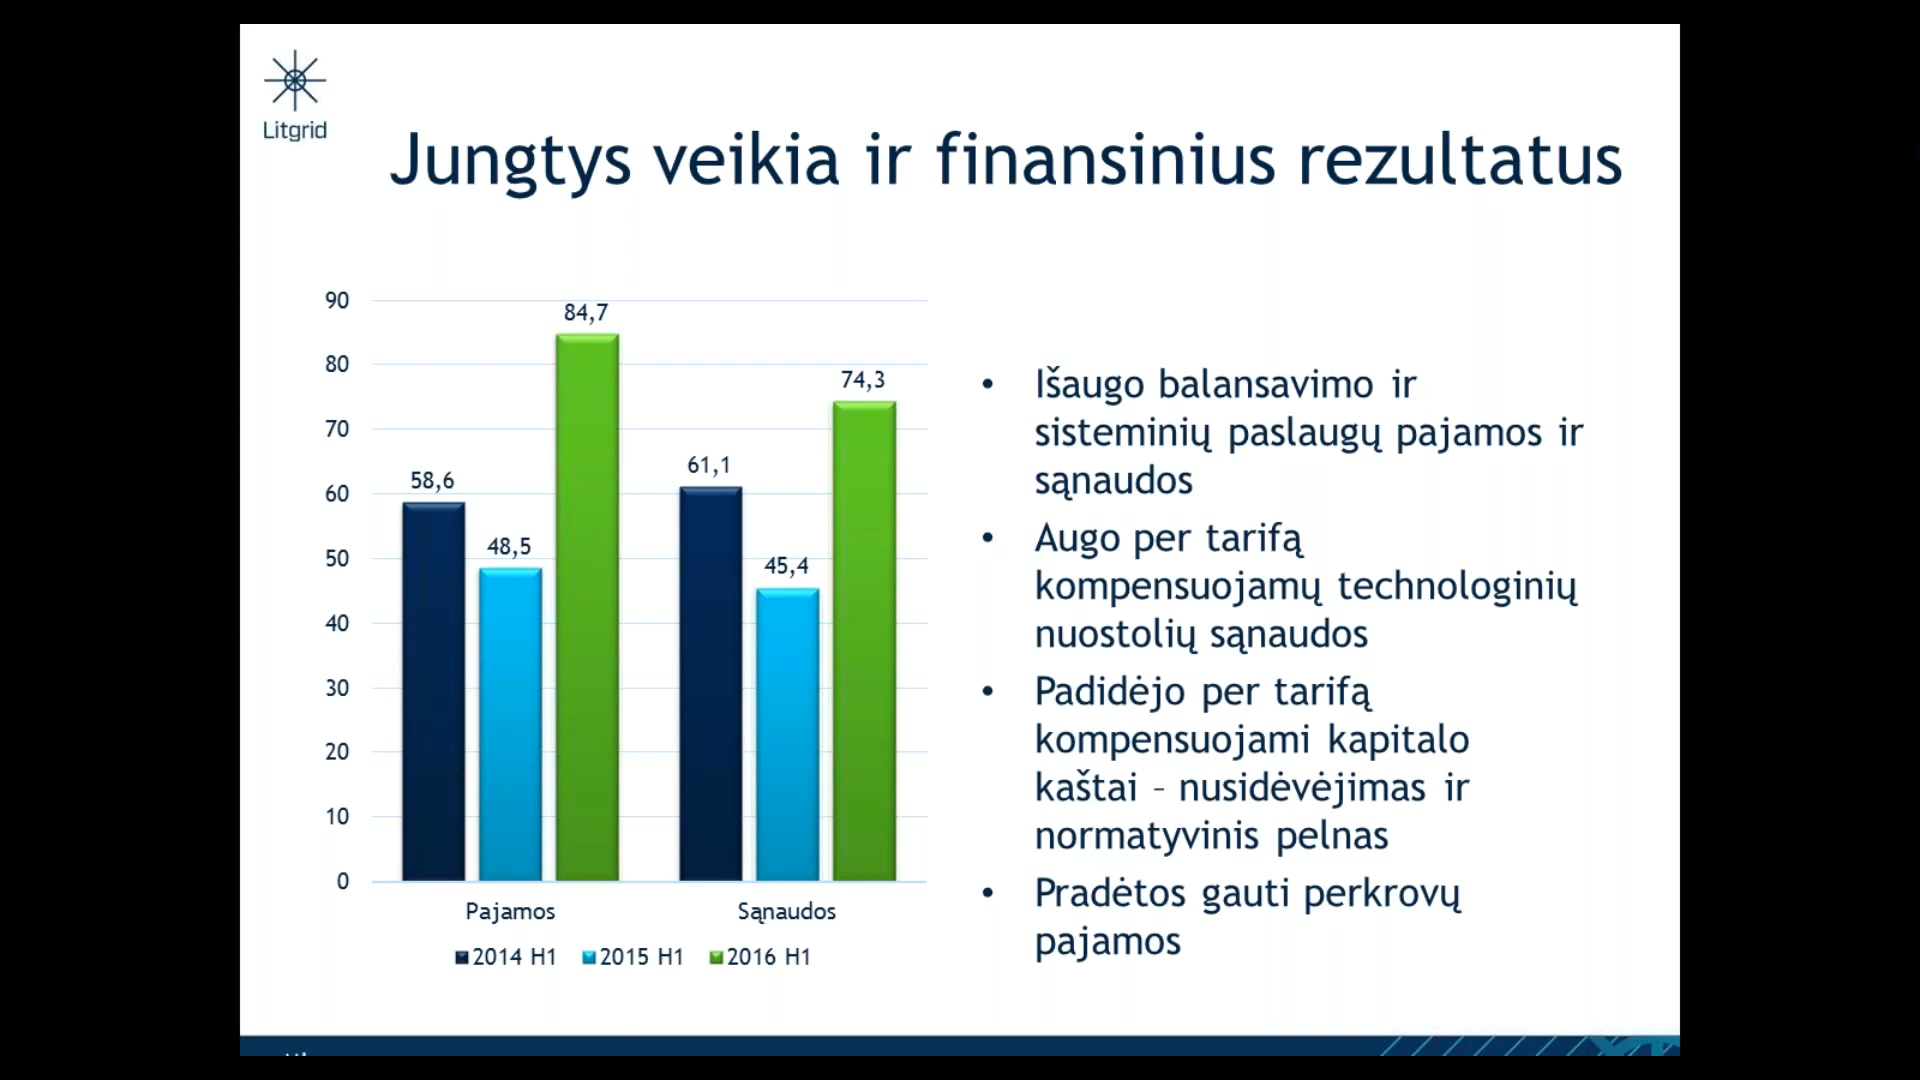 Litgrid
Jungtys veikia ir finansinius rezultatus
90
80
70
60
50
40
30
20
10
0
58,6
48,5
84,7
61,1
45,4
74,3
Pajamos
Sąnaudos
2014 H1
2015 H1
2016 H1
• Išaugo balansavimo ir
sisteminių paslaugų pajamos ir
sąnaudos
• Augo per tarifą
kompensuojamų technologinių
nuostolių sąnaudos
• Padidėjo per tarifą
kompensuojami kapitalo
kaštai – nusidėvėjimas ir
normatyvinis pelnas
• Pradėtos gauti perkrovų
pajamos